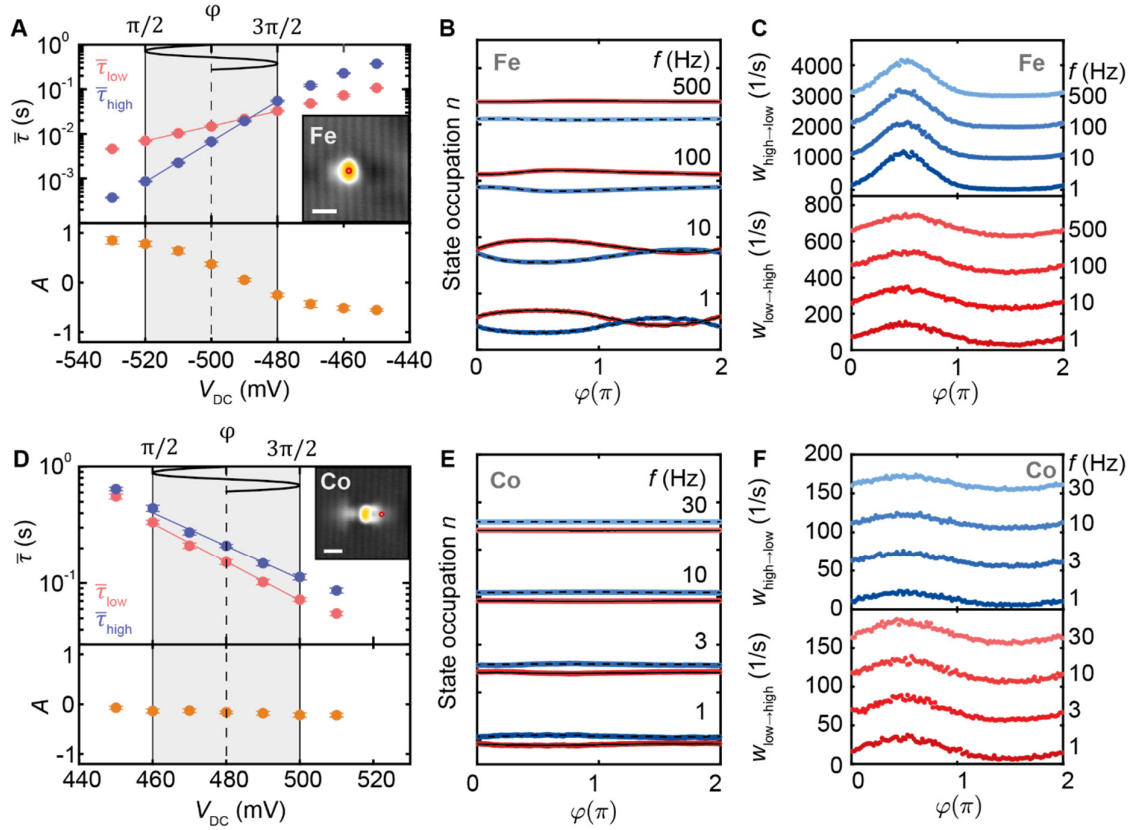 A
π/2 φ 3π/2
10⁰
10⁻¹
10⁻²
10⁻³
τ̅ (s)
τ̅low
τ̅high
Fe
1
0
-1
A
-540 -520 -500 -480 -460 -440
VDC (mV)
B
Fe f (Hz)
500
100
10
1
State occupation n
0 1 2
φ(π)
C
Fe
f (Hz)
4000
3000
2000
1000
0
whigh→low (1/s)
500
100
10
1
800
600
400
200
0
wlow→high (1/s)
500
100
10
1
0 1 2
φ(π)
D
π/2 φ 3π/2
10⁰
10⁻¹
τ̅ (s)
τ̅low
τ̅high
Co
1
0
-1
A
440 460 480 500 520
VDC (mV)
E
Co f (Hz)
30
10
3
1
State occupation n
0 1 2
φ(π)
F
Co f (Hz)
200
150
100
50
0
whigh→low (1/s)
30
10
3
1
150
100
50
0
wlow→high (1/s)
30
10
3
1
0 1 2
φ(π)